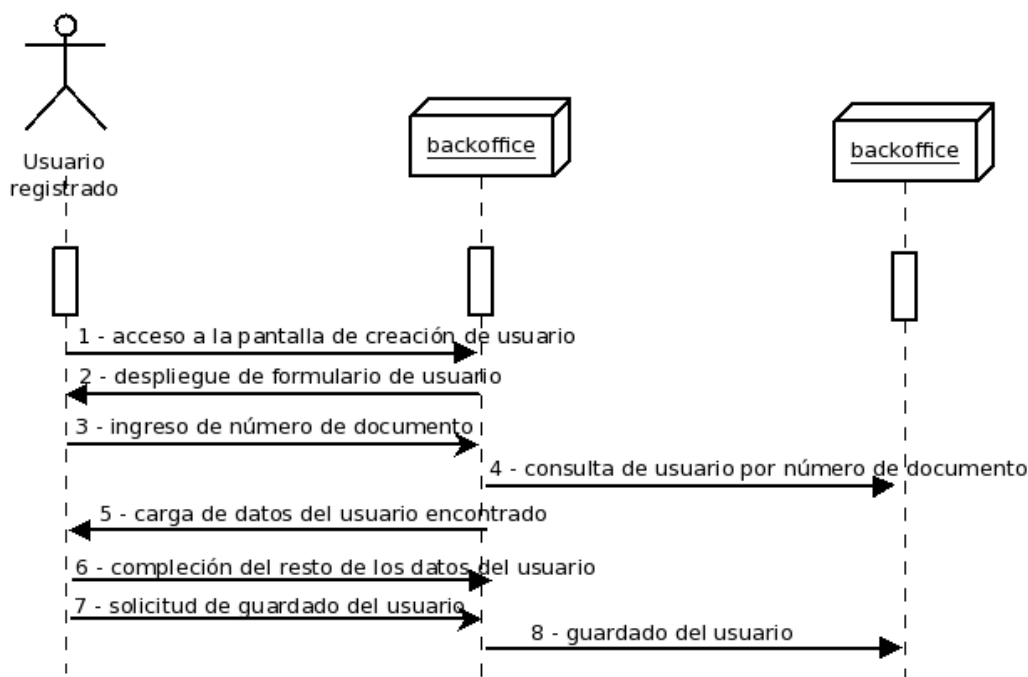 Usuario
registrado
backoffice
backoffice
1 - acceso a la pantalla de creación de usuario
2 - despliegue de formulario de usuario
3 - ingreso de número de documento
4 - consulta de usuario por número de documento
5 - carga de datos del usuario encontrado
6 - compleción del resto de los datos del usuario
7 - solicitud de guardado del usuario
8 - guardado del usuario